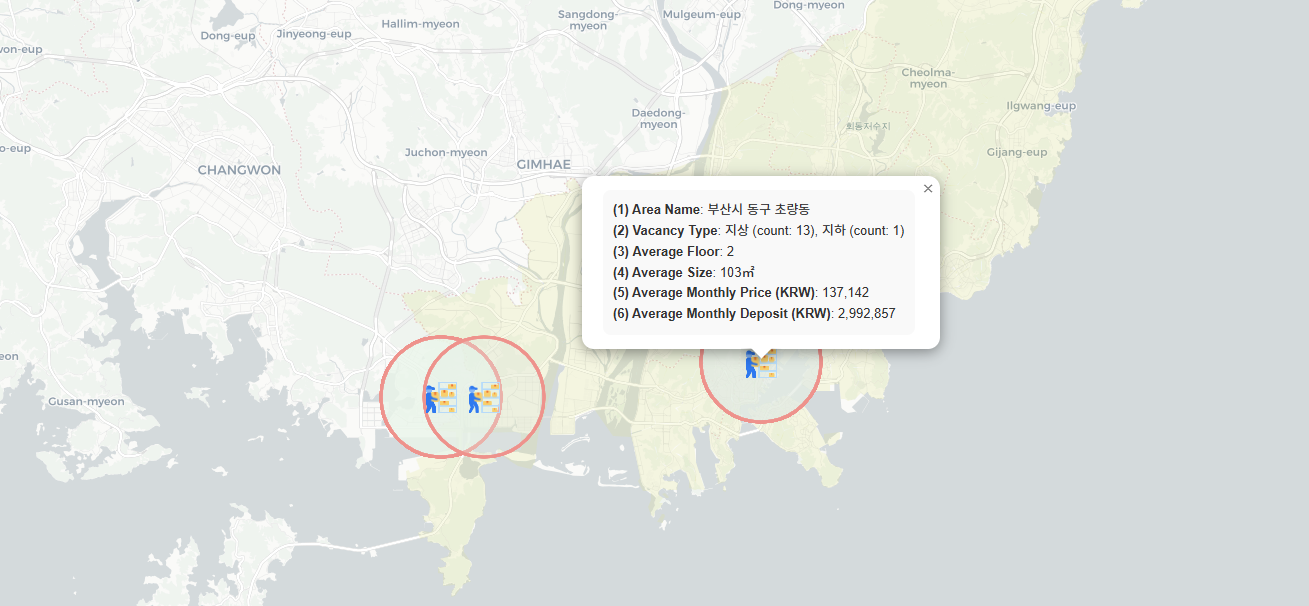 Hallim-myeon
Sangdong-
myeon
Mulgeum-eup
Dong-myeon
Dong-eup
Jinyeong-eup
von-eup
Cheolma-
myeon
Ilgwang-eup
Daedong-
myeon
회동저수지
o-eup
Juchon-myeon
GIMHAE
Gijang-eup
CHANGWON
×
(1) Area Name: 부산시 동구 초량동
(2) Vacancy Type: 지상 (count: 13), 지하 (count: 1)
(3) Average Floor: 2
(4) Average Size: 103㎡
(5) Average Monthly Price (KRW): 137,142
(6) Average Monthly Deposit (KRW): 2,992,857
eon
Gusan-myeon